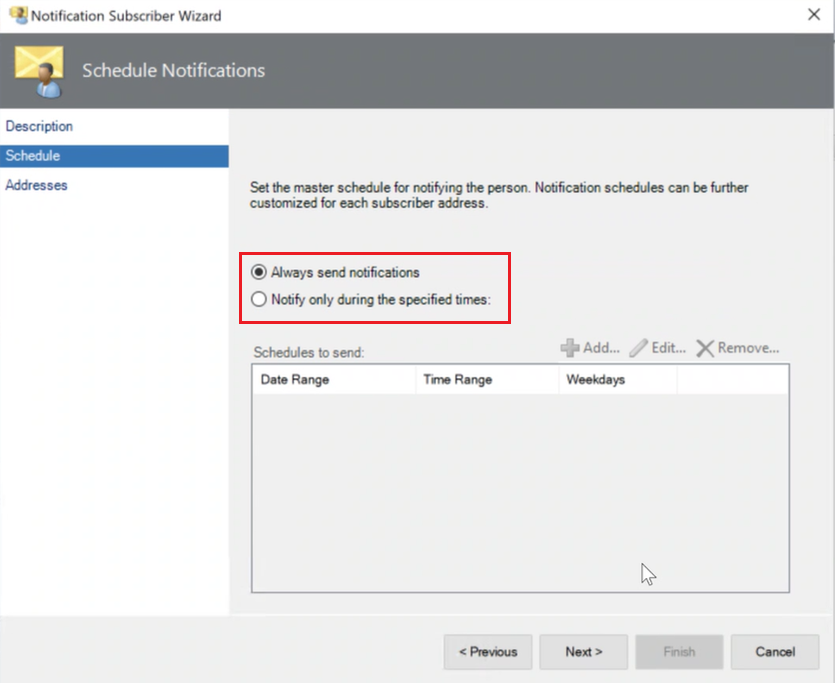 Notification Subscriber Wizard
Schedule Notifications
Description
Schedule
Addresses
Set the master schedule for notifying the person. Notification schedules can be further
customized for each subscriber address.
Always send notifications
Notify only during the specified times:
Schedules to send:
Add... Edit... Remove...
Date Range Time Range Weekdays
< Previous Next > Finish Cancel